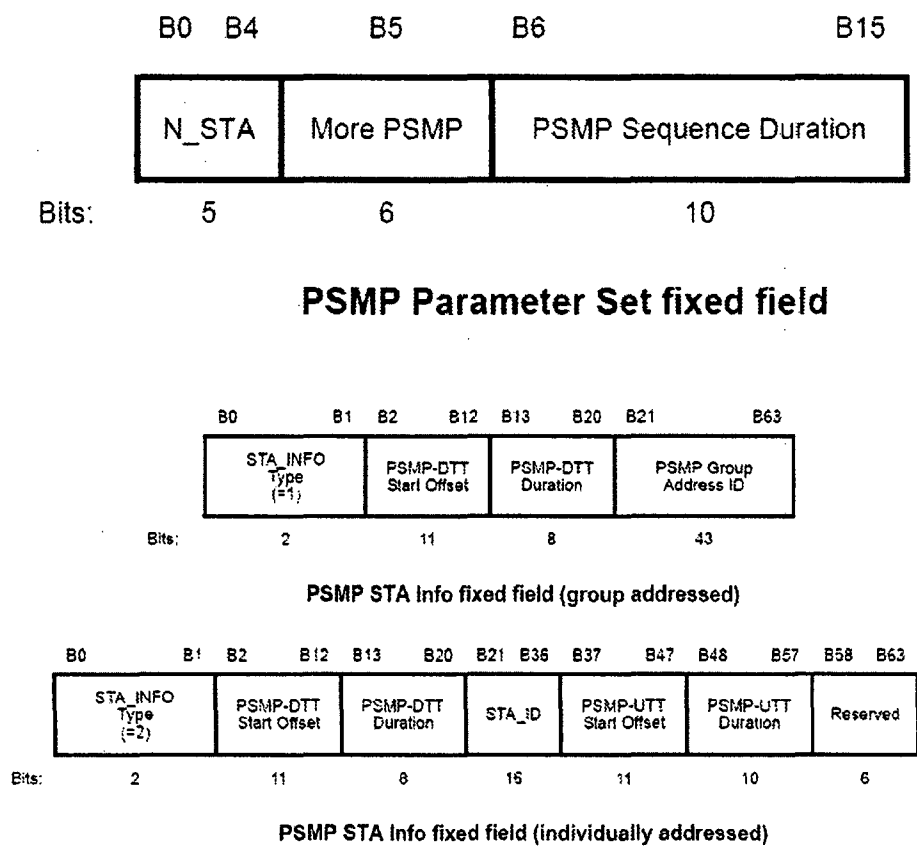 B0 B4 B5 B6 B15
N_STA More PSMP PSMP Sequence Duration
Bits: 5 6 10
PSMP Parameter Set fixed field
B0 B1 B2 B12 B13 B20 B21 B63
STA_INFO
Type
(=1)
PSMP-DTT
Start Offset
PSMP-DTT
Duration
PSMP Group
Address ID
Bits: 2 11 8 43
PSMP STA Info fixed field (group addressed)
B0 B1 B2 B12 B13 B20 B21 B36 B37 B47 B48 B57 B58 B63
STA_INFO
Type
(=2)
PSMP-DTT
Start Offset
PSMP-DTT
Duration
STA_ID
PSMP-UTT
Start Offset
PSMP-UTT
Duration
Reserved
Bits: 2 11 8 16 11 10 6
PSMP STA Info fixed field (individually addressed)